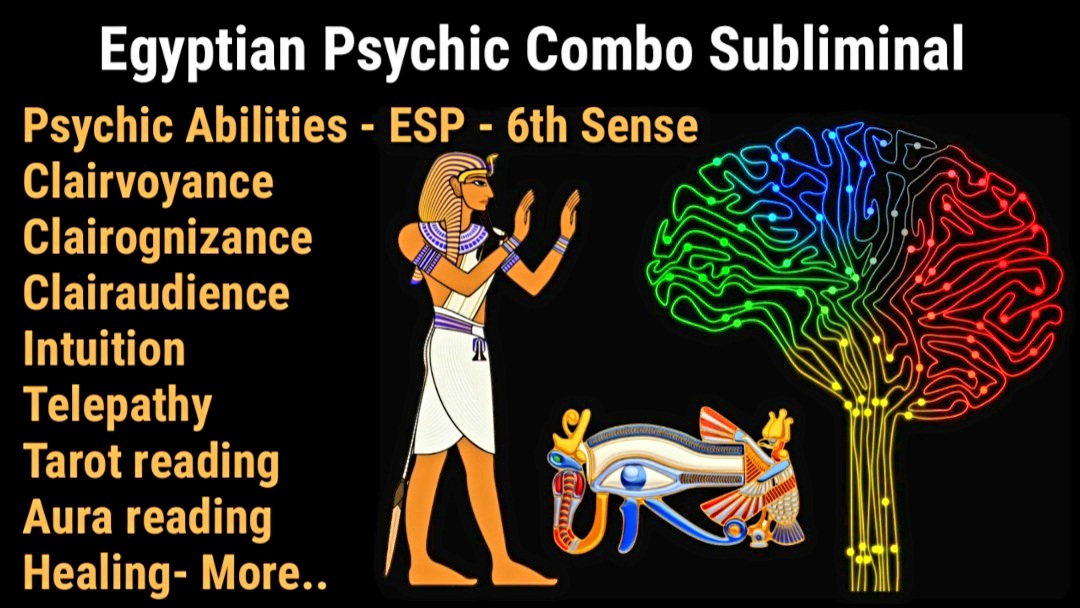 Egyptian Psychic Combo Subliminal
Psychic Abilities - ESP - 6th Sense
Clairvoyance
Clairognizance
Clairaudience
Intuition
Telepathy
Tarot reading
Aura reading
Healing- More..